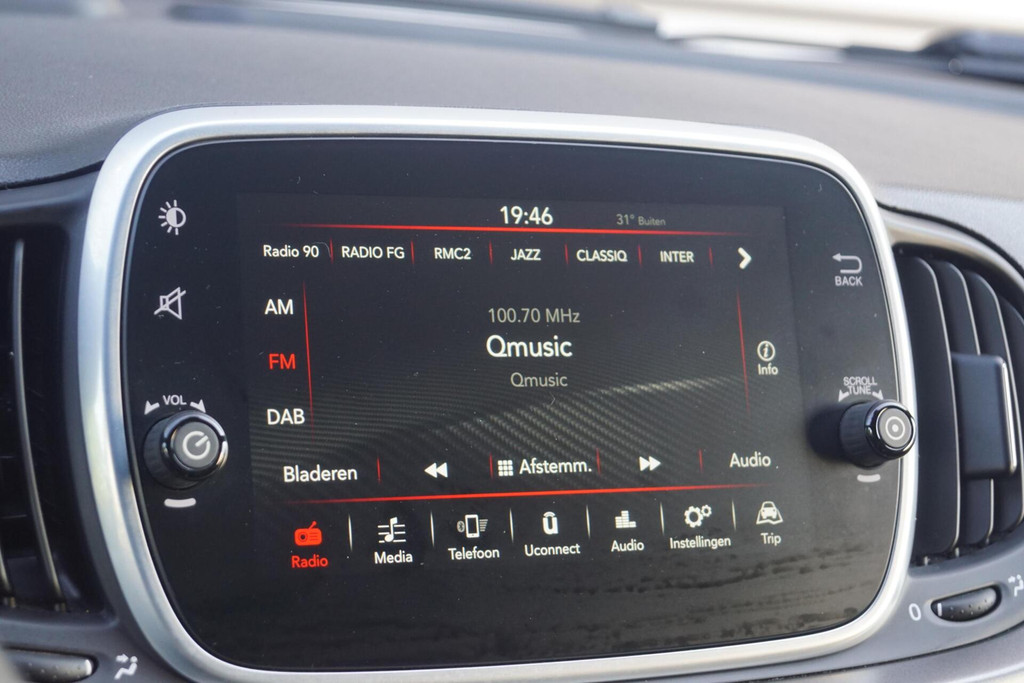 19:46 31° Buiten
Radio 90 RADIO FG RMC2 JAZZ CLASSIQ INTER
BACK
AM
100.70 MHz
Qmusic
FM
Info
Qmusic
SCROLL
TUNE
VOL
DAB
Bladeren Afstemm. Audio
Radio Media Telefoon Uconnect Audio Instellingen Trip
0